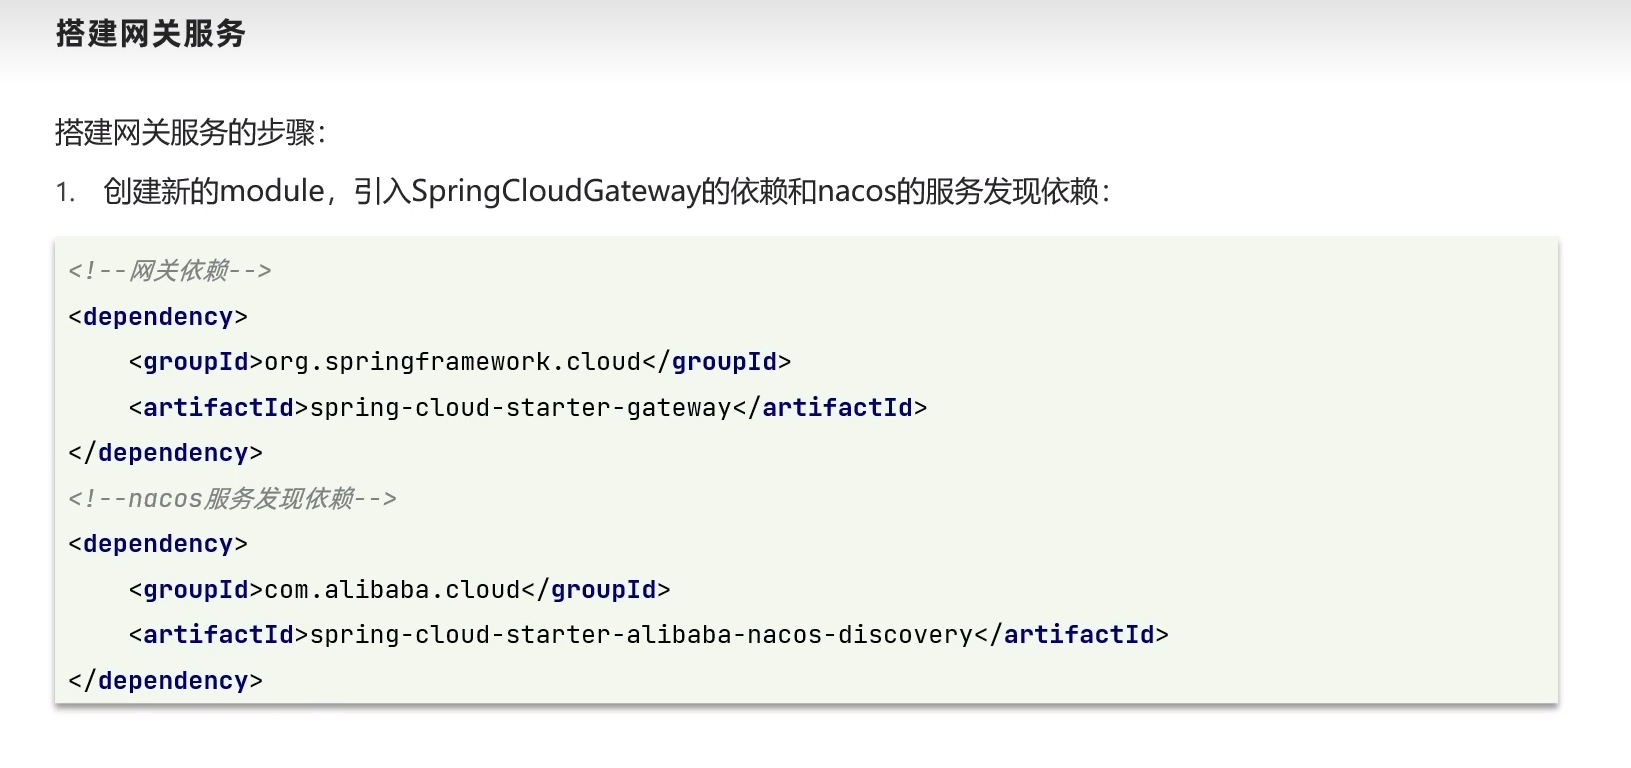 搭建网关服务
搭建网关服务的步骤：
1. 创建新的module，引入SpringCloudGateway的依赖和nacos的服务发现依赖：
<!--网关依赖-->
<dependency>
    <groupId>org.springframework.cloud</groupId>
    <artifactId>spring-cloud-starter-gateway</artifactId>
</dependency>
<!--nacos服务发现依赖-->
<dependency>
    <groupId>com.alibaba.cloud</groupId>
    <artifactId>spring-cloud-starter-alibaba-nacos-discovery</artifactId>
</dependency>